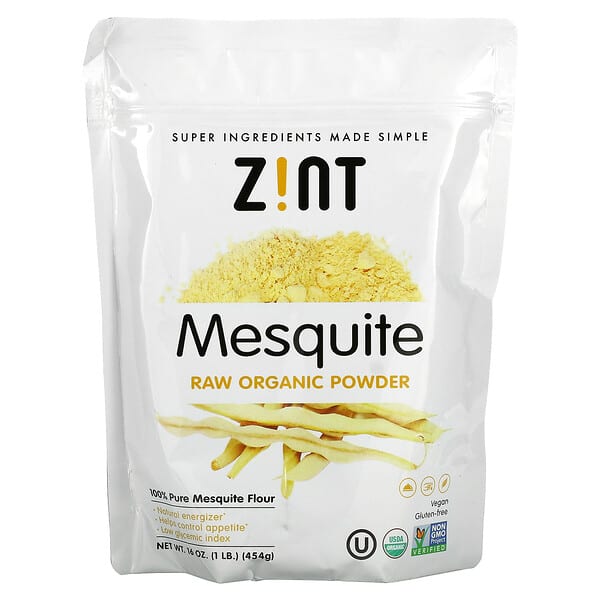 SUPER INGREDIENTS MADE SIMPLE
Z!NT
Mesquite
RAW ORGANIC POWDER
100% Pure Mesquite Flour
• Natural energizer*
• Helps control appetite*
• Low glycemic index
NET WT. 16 OZ. (1 LB.) (454g)
Vegan
Gluten-free
U
USDA
ORGANIC
NON
GMO
Project
VERIFIED